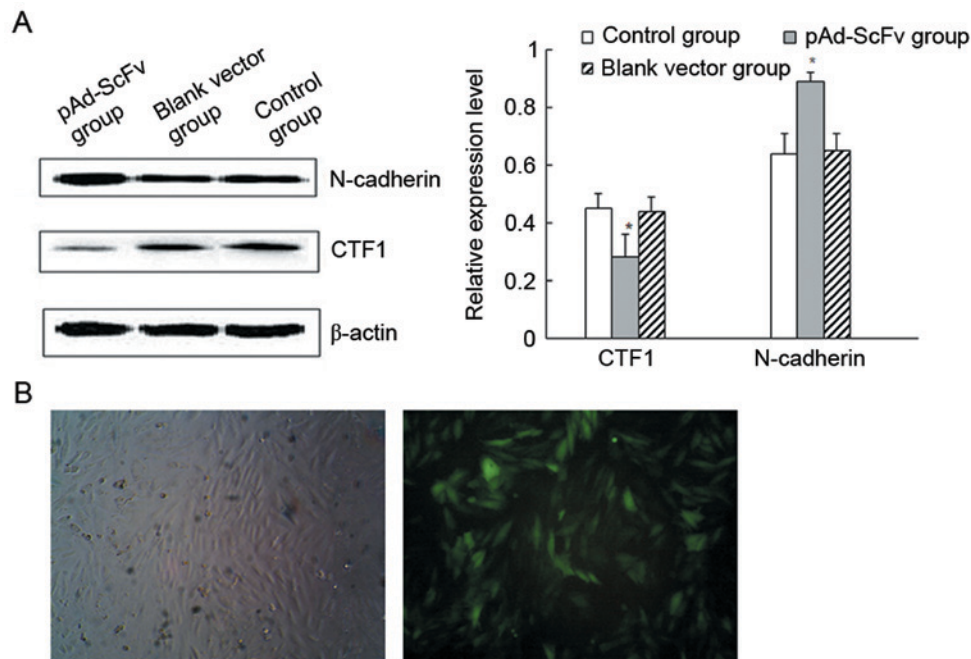 A
pAd-ScFv
group
Blank vector
group
Control
group
N-cadherin
CTF1
β-actin
Control group
pAd-ScFv group
Blank vector group
Relative expression level
1
0.8
0.6
0.4
0.2
0
*
*
CTF1
N-cadherin
B